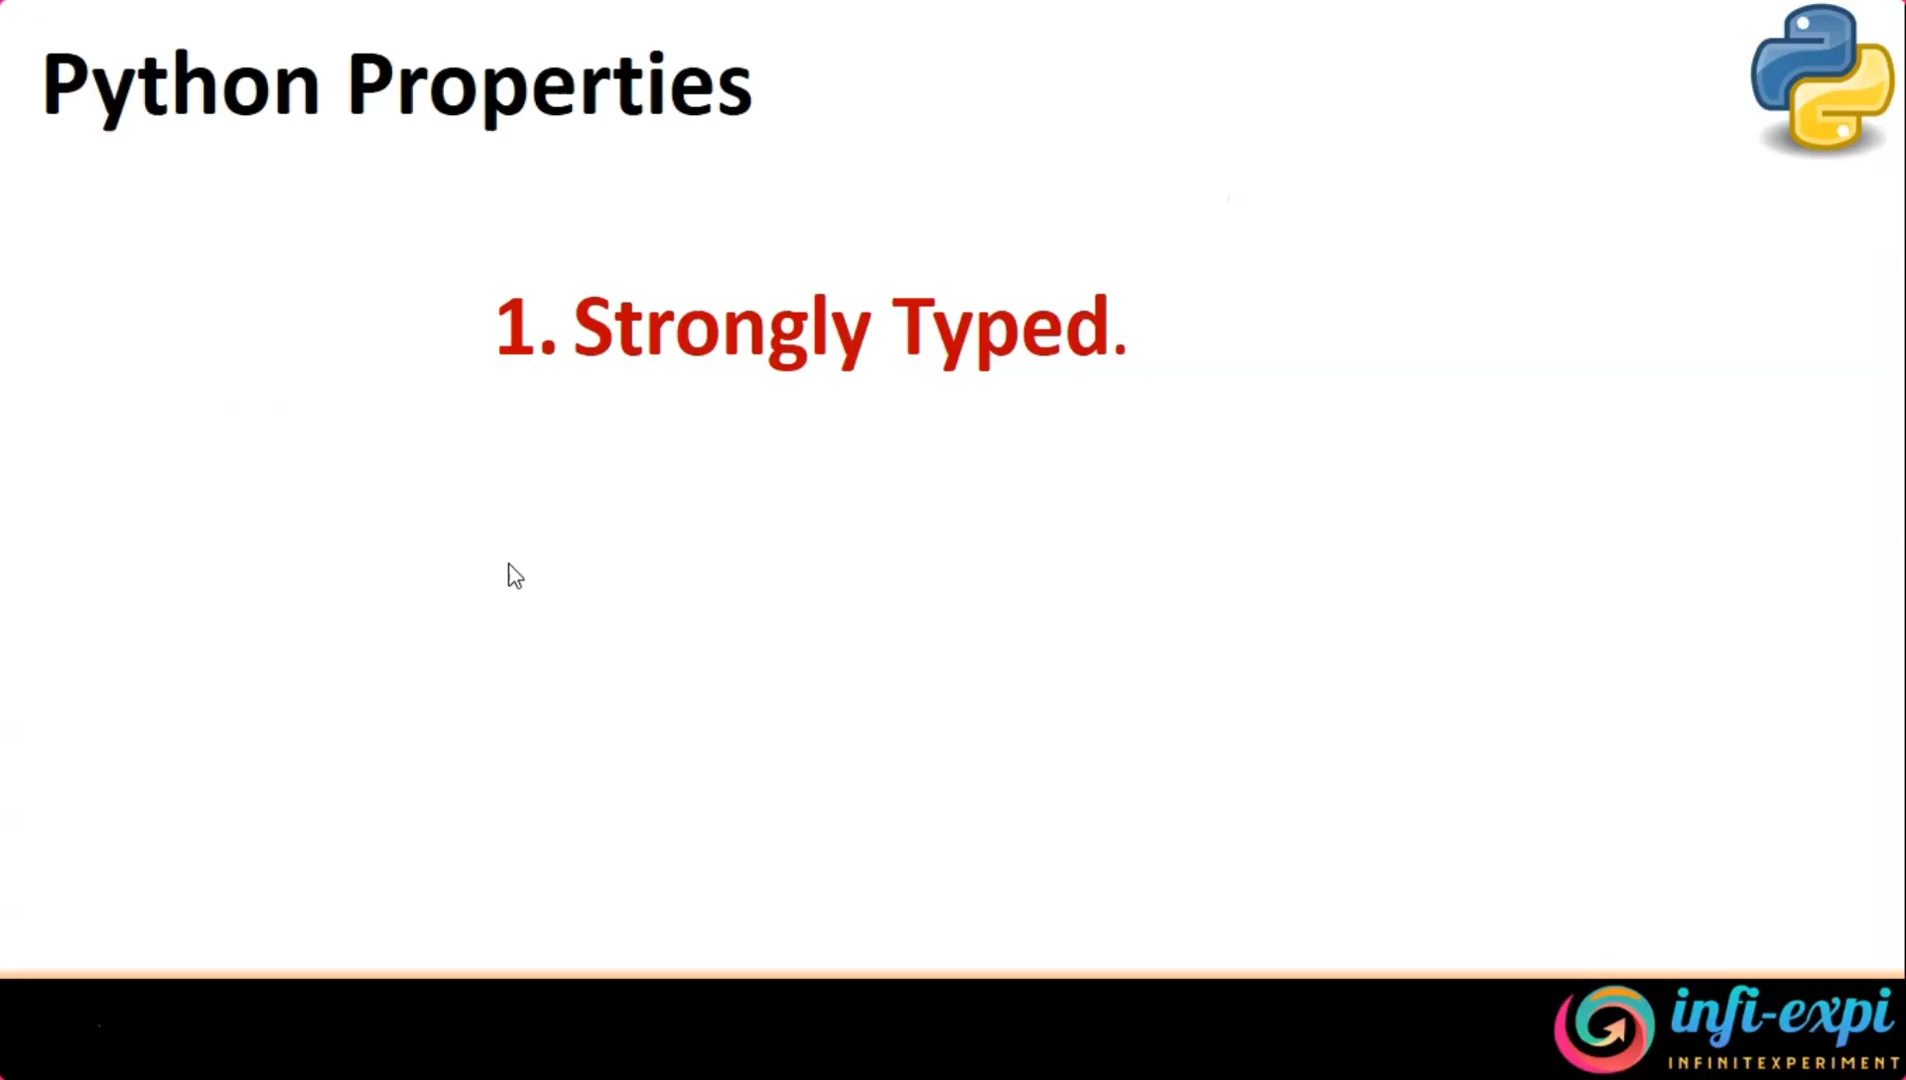 Python Properties
1. Strongly Typed.
infi-expi
INFINITEXPERIMENT